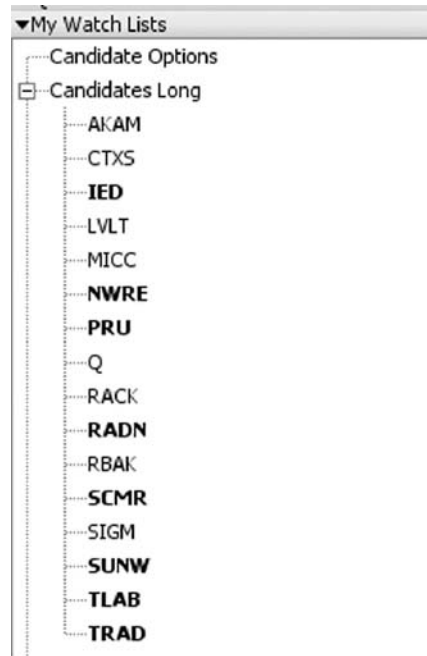 My Watch Lists
Candidate Options
Candidates Long
AKAM
CTXS
IED
LVLT
MICC
NWRE
PRU
Q
RACK
RADN
RBAK
SCMR
SIGM
SUNW
TLAB
TRAD